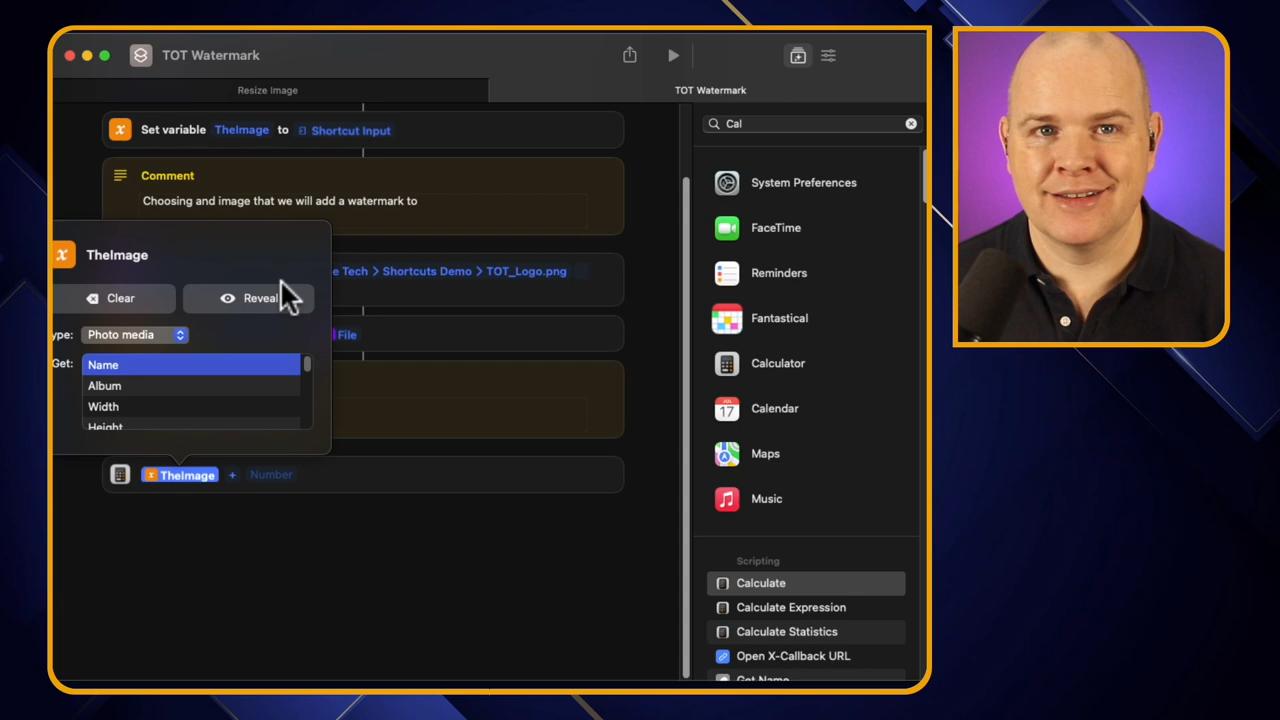 TOT Watermark
Resize Image
TOT Watermark
Set variable TheImage to Shortcut Input
Comment
Choosing and image that we will add a watermark to
TheImage
Clear
Reveal
ype: Photo media
Get: Name
Album
Width
Height
e Tech > Shortcuts Demo > TOT_Logo.png
File
TheImage + Number
Cal
System Preferences
FaceTime
Reminders
Fantastical
Calculator
17 Calendar
Maps
Music
Scripting
Calculate
Calculate Expression
Calculate Statistics
Open X-Callback URL
Get Name